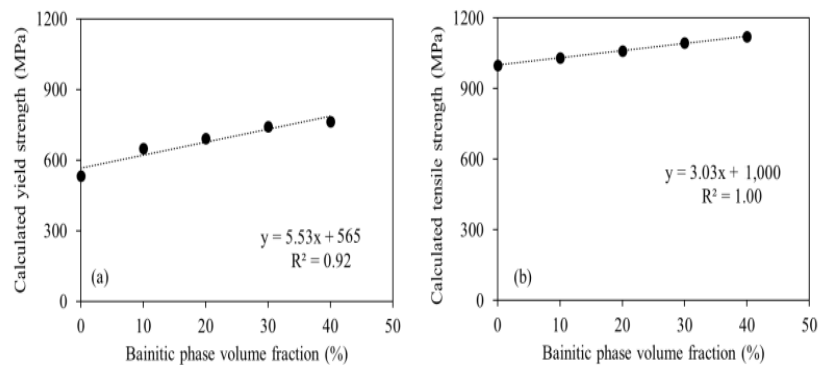 1200
900
600
300
0
Calculated yield strength (MPa)
y = 5.53x + 565
R² = 0.92
(a)
0 10 20 30 40 50
Bainitic phase volume fraction (%)
1200
900
600
300
0
Calculated tensile strength (MPa)
y = 3.03x + 1,000
R² = 1.00
(b)
0 10 20 30 40 50
Bainitic phase volume fraction (%)